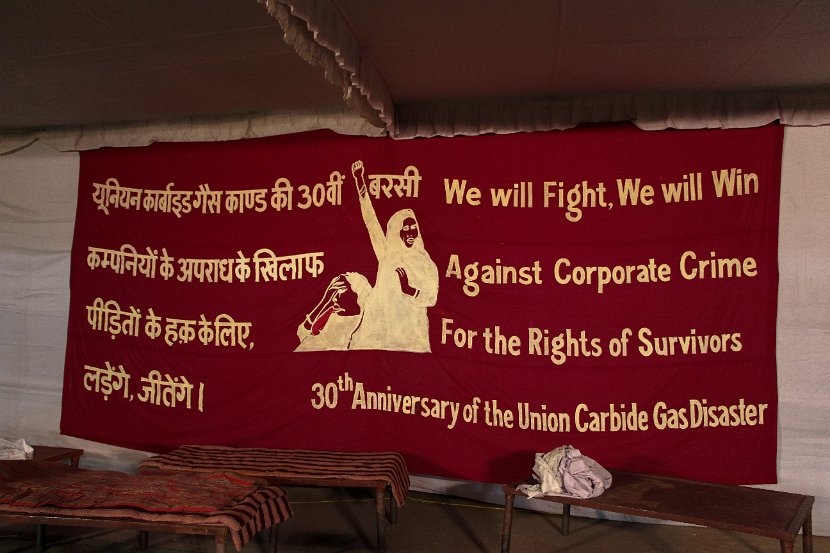 यूनियन कार्बाइड गैस काण्ड की 30वीं बरसी
कम्पनियों के अपराध के खिलाफ
पीड़ितों के हक़ के लिए,
लड़ेंगे, जीतेंगे।
We will Fight, We will Win
Against Corporate Crime
For the Rights of Survivors
30th Anniversary of the Union Carbide Gas Disaster